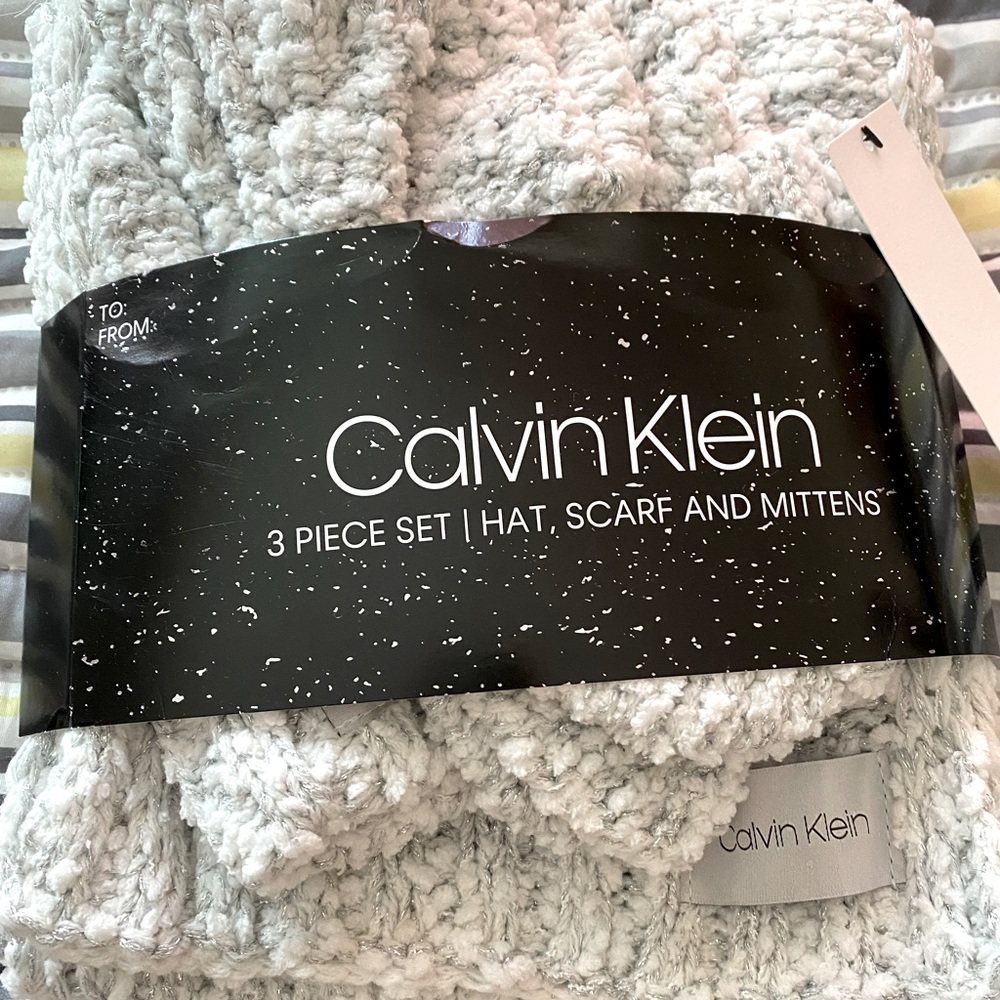 TO:
FROM:
Calvin Klein
3 PIECE SET | HAT, SCARF AND MITTENS
Calvin Klein